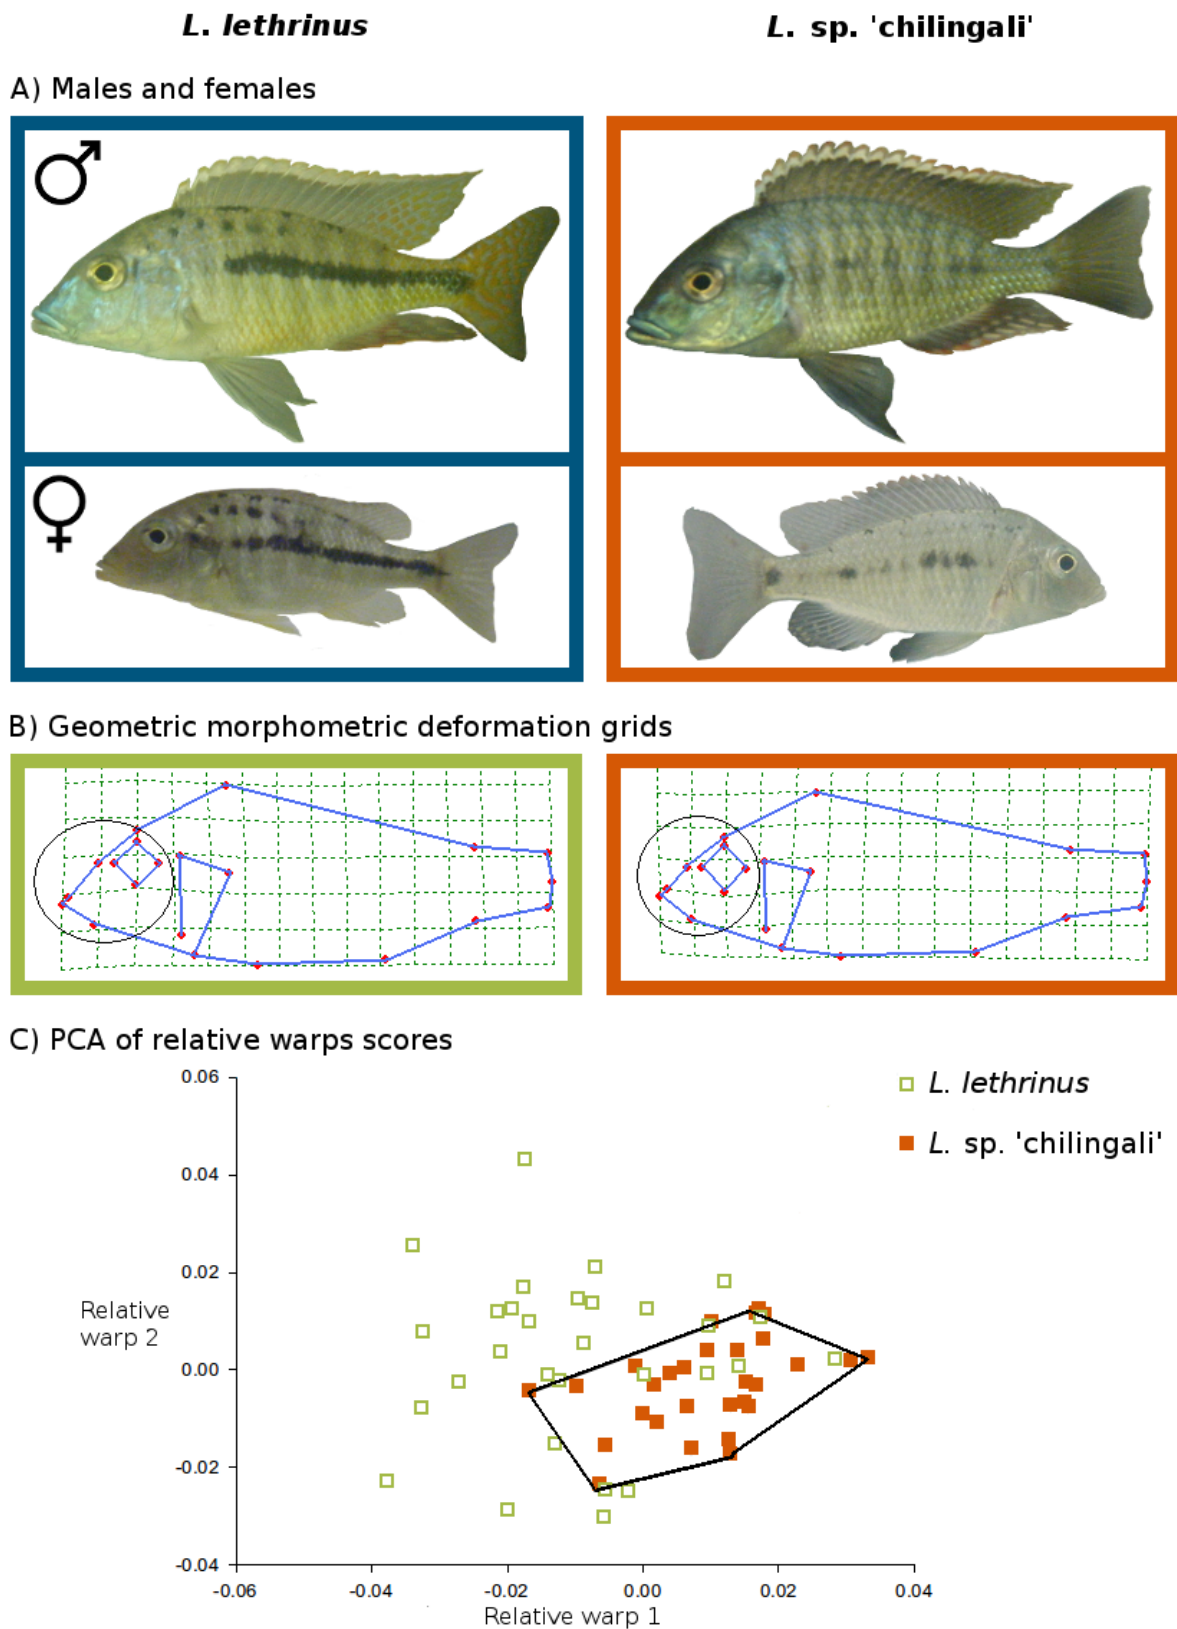 L. lethrinus
L. sp. 'chilingali'
A) Males and females
♂
♀
B) Geometric morphometric deformation grids
C) PCA of relative warps scores
L. lethrinus
L. sp. 'chilingali'
0.06
0.04
0.02
0.00
-0.02
-0.04
Relative
warp 2
-0.06 -0.04 -0.02 0.00 0.02 0.04
Relative warp 1